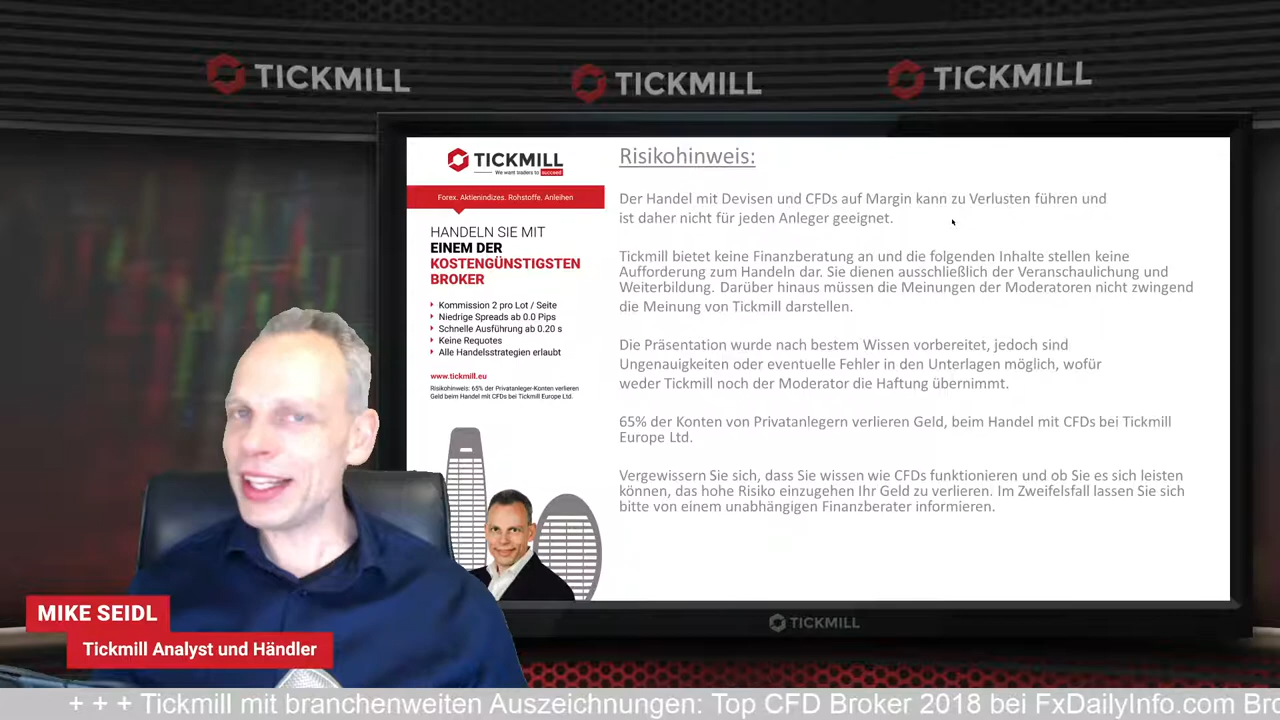 TICKMILL
TICKMILL
TICKMILL
TICKMILL
We want traders to succeed
Forex. Aktienindizes. Rohstoffe. Anleihen
HANDELN SIE MIT
EINEM DER
KOSTENGÜNSTIGSTEN
BROKER
Kommission 2 pro Lot / Seite
Niedrige Spreads ab 0.0 Pips
Schnelle Ausführung ab 0.20 s
Keine Requotes
Alle Handelsstrategien erlaubt
www.tickmill.eu
Risikohinweis: 65% der Privatanleger-Konten verlieren
Geld beim Handel mit CFDs bei Tickmill Europe Ltd.
Risikohinweis:
Der Handel mit Devisen und CFDs auf Margin kann zu Verlusten führen und
ist daher nicht für jeden Anleger geeignet.
Tickmill bietet keine Finanzberatung an und die folgenden Inhalte stellen keine
Aufforderung zum Handeln dar. Sie dienen ausschließlich der Veranschaulichung und
Weiterbildung. Darüber hinaus müssen die Meinungen der Moderatoren nicht zwingend
die Meinung von Tickmill darstellen.
Die Präsentation wurde nach bestem Wissen vorbereitet, jedoch sind
Ungenauigkeiten oder eventuelle Fehler in den Unterlagen möglich, wofür
weder Tickmill noch der Moderator die Haftung übernimmt.
65% der Konten von Privatanlegern verlieren Geld, beim Handel mit CFDs bei Tickmill
Europe Ltd.
Vergewissern Sie sich, dass Sie wissen wie CFDs funktionieren und ob Sie es sich leisten
können, das hohe Risiko einzugehen Ihr Geld zu verlieren. Im Zweifelsfall lassen Sie sich
bitte von einem unabhängigen Finanzberater informieren.
TICKMILL
MIKE SEIDL
Tickmill Analyst und Händler
+ + + Tickmill mit branchenweiten Auszeichnungen: Top CFD Broker 2018 bei FxDailyInfo.com Bro